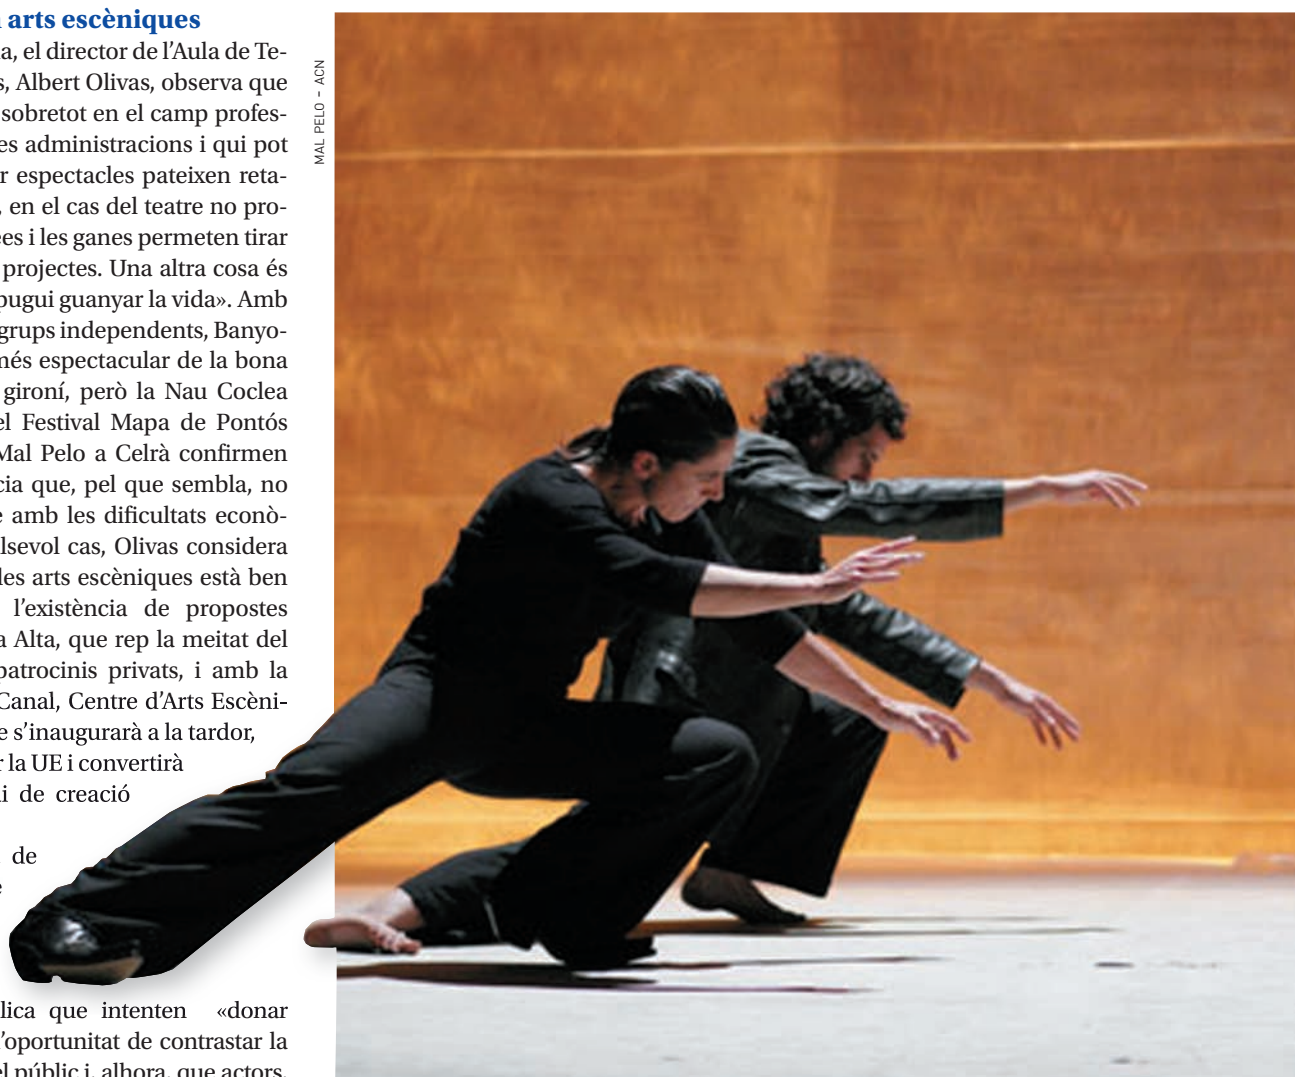 arts escèniques
a, el director de l'Aula de Te-
s, Albert Olivas, observa que
sobretot en el camp profes-
es administracions i qui pot
r espectacles pateixen reta-
, en el cas del teatre no pro-
ees i les ganes permeten tirar
projectes. Una altra cosa és
pugui guanyar la vida». Amb
grups independents, Banyo-
més espectacular de la bona
gironí, però la Nau Coclea
el Festival Mapa de Pontós
Mal Pelo a Celrà confirmen
cia que, pel que sembla, no
e amb les dificultats econò-
lsevol cas, Olivas considera
les arts escèniques està ben
l'existència de propostes
a Alta, que rep la meitat del
patrocinis privats, i amb la
Canal, Centre d'Arts Escèni-
e s'inaugurarà a la tardor,
r la UE i convertirà
i de creació
de
e
lica que intenten «donar
l'oportunitat de contrastar la
el públic i, alhora, que actors,
MAL PELO - ACN